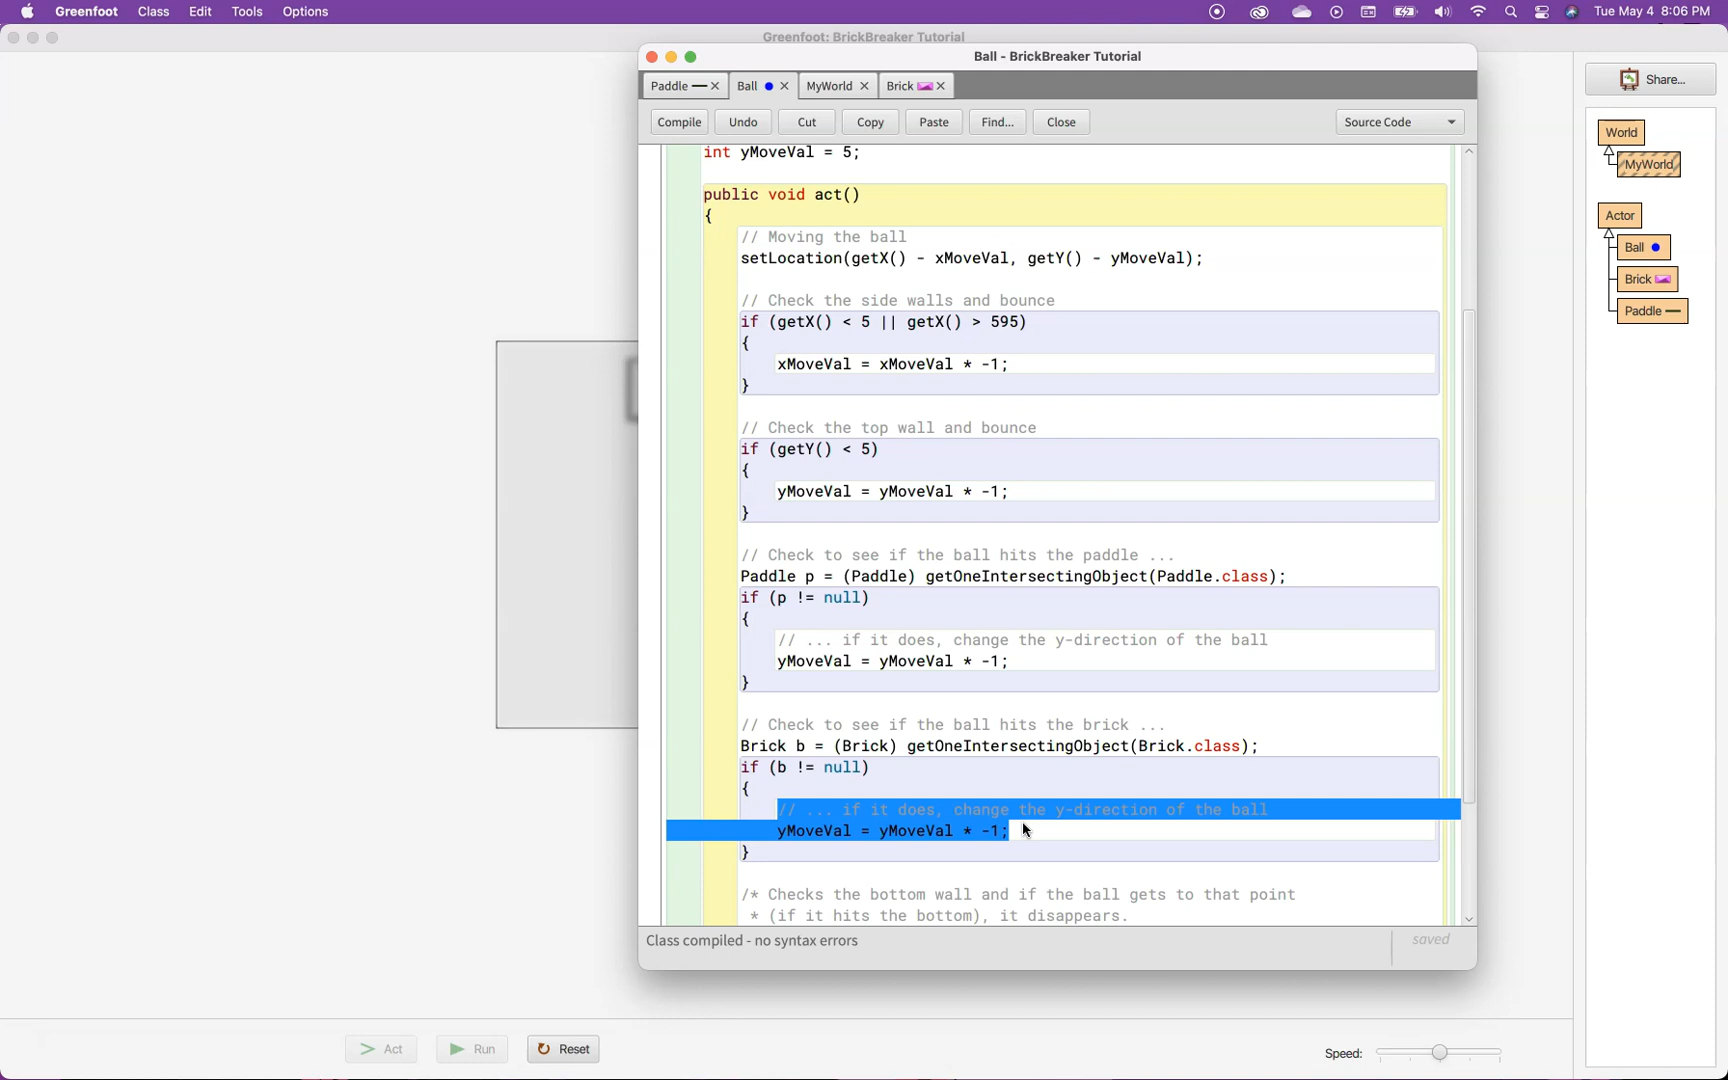 Greenfoot Class Edit Tools Options Tue May 4 8:06 PM
Greenfoot: BrickBreaker Tutorial
Ball - BrickBreaker Tutorial
Paddle Ball MyWorld Brick
Share...
Compile Undo Cut Copy Paste Find... Close Source Code
World
MyWorld
Actor
Ball
Brick
Paddle
int yMoveVal = 5;
public void act()
{
// Moving the ball
setLocation(getX() - xMoveVal, getY() - yMoveVal);
// Check the side walls and bounce
if (getX() < 5 || getX() > 595)
{
xMoveVal = xMoveVal * -1;
}
// Check the top wall and bounce
if (getY() < 5)
{
yMoveVal = yMoveVal * -1;
}
// Check to see if the ball hits the paddle ...
Paddle p = (Paddle) getOneIntersectingObject(Paddle.class);
if (p != null)
{
// ... if it does, change the y-direction of the ball
yMoveVal = yMoveVal * -1;
}
// Check to see if the ball hits the brick ...
Brick b = (Brick) getOneIntersectingObject(Brick.class);
if (b != null)
{
// ... if it does, change the y-direction of the ball
yMoveVal = yMoveVal * -1;
}
/* Checks the bottom wall and if the ball gets to that point
* (if it hits the bottom), it disappears.
Class compiled - no syntax errors
saved
Act Run Reset Speed: